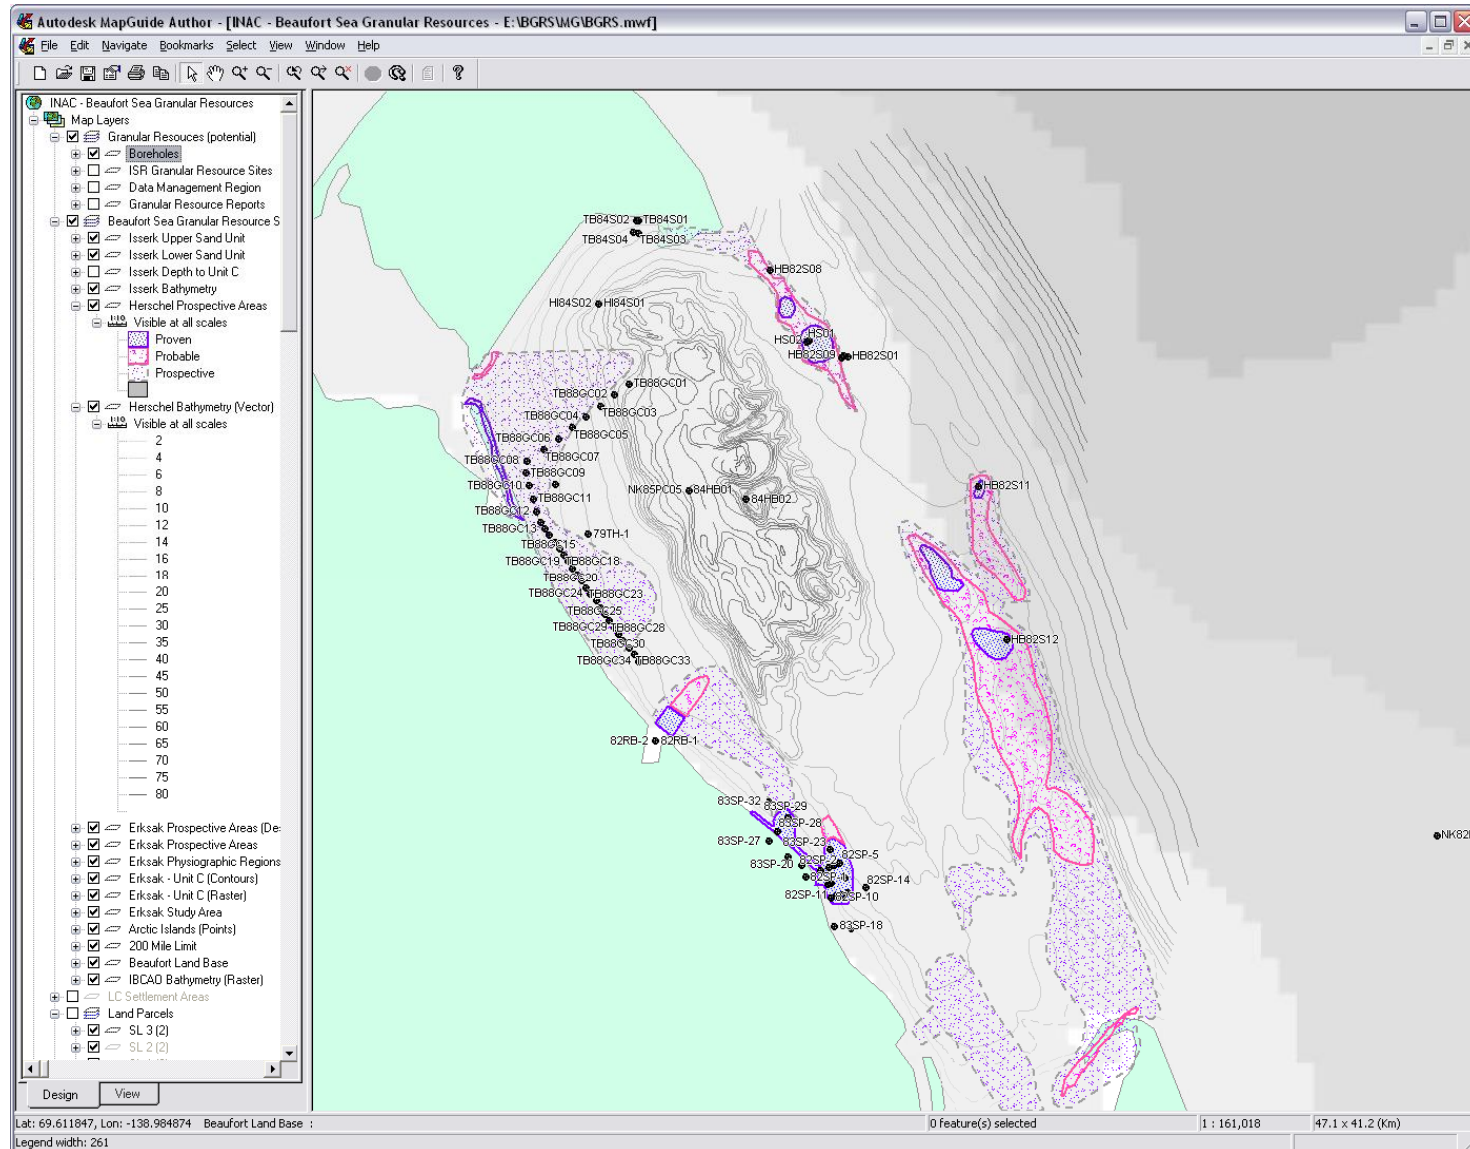 Autodesk MapGuide Author - [INAC - Beaufort Sea Granular Resources - E:\BGRS\MG\BGRS.mwf]
File Edit Navigate Bookmarks Select View Window Help
INAC - Beaufort Sea Granular Resources
Map Layers
Granular Resouces (potential)
Boreholes
ISR Granular Resource Sites
Data Management Region
Granular Resource Reports
Beaufort Sea Granular Resource S
Isserk Upper Sand Unit
Isserk Lower Sand Unit
Isserk Depth to Unit C
Isserk Bathymetry
Herschel Prospective Areas
Visible at all scales
Proven
Probable
Prospective
Herschel Bathymetry (Vector)
Visible at all scales
2
4
6
8
10
12
14
16
18
20
25
30
35
40
45
50
55
60
65
70
75
80
Erksak Prospective Areas (De
Erksak Prospective Areas
Erksak Physiographic Regions
Erksak - Unit C (Contours)
Erksak - Unit C (Raster)
Erksak Study Area
Arctic Islands (Points)
200 Mile Limit
Beaufort Land Base
IBCAO Bathymetry (Raster)
LC Settlement Areas
Land Parcels
SL 3 (2)
SL 2 (2)
Design View
TB84S02 TB84S01
TB84S04 TB84S03
HB82S08
HI84S02 HI84S01
HS01
HS02
HB82S09 HB82S01
TB88GC01
TB88GC02
TB88GC03
TB88GC04
TB88GC05
TB88GC06
TB88GC07
TB88GC08
TB88GC09
TB88GC10
TB88GC11
NK85PC05 84HB01
84HB02
HB82S11
TB88GC12
TB88GC13
79TH-1
TB88GC15
TB88GC19 TB88GC18
TB88GC20
TB88GC24 TB88GC23
TB88GC25
TB88GC29 TB88GC28
TB88GC30
TB88GC34 TB88GC33
HB82S12
82RB-2 82RB-1
83SP-32
83SP-29
83SP-28
83SP-27
83SP-23
82SP-5
83SP-20
82SP-2
82SP-1
82SP-14
82SP-11 82SP-10
83SP-18
NK82
Lat: 69.611847, Lon: -138.984874 Beaufort Land Base : 0 feature(s) selected 1 : 161,018 47.1 x 41.2 (Km)
Legend width: 261